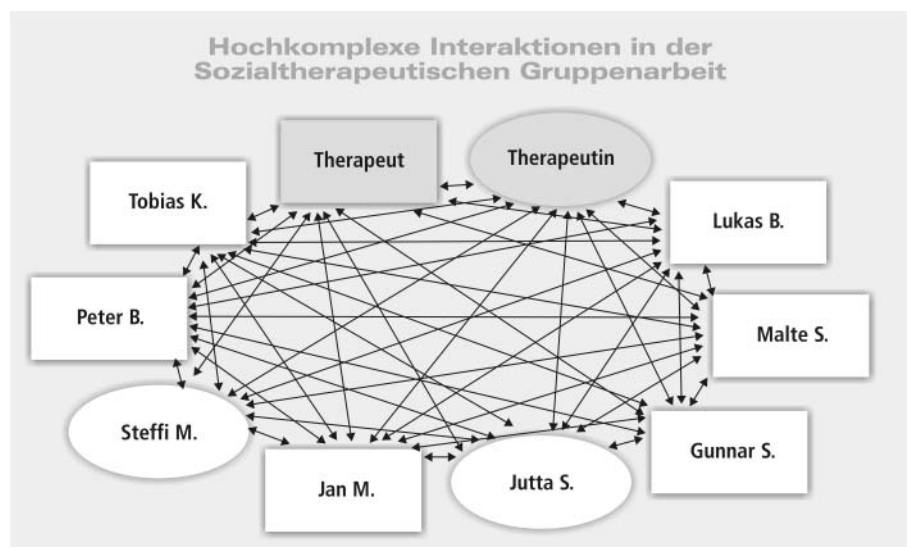 Hochkomplexe Interaktionen in der
Sozialtherapeutischen Gruppenarbeit
Therapeut
Therapeutin
Tobias K.
Lukas B.
Peter B.
Malte S.
Steffi M.
Gunnar S.
Jan M.
Jutta S.